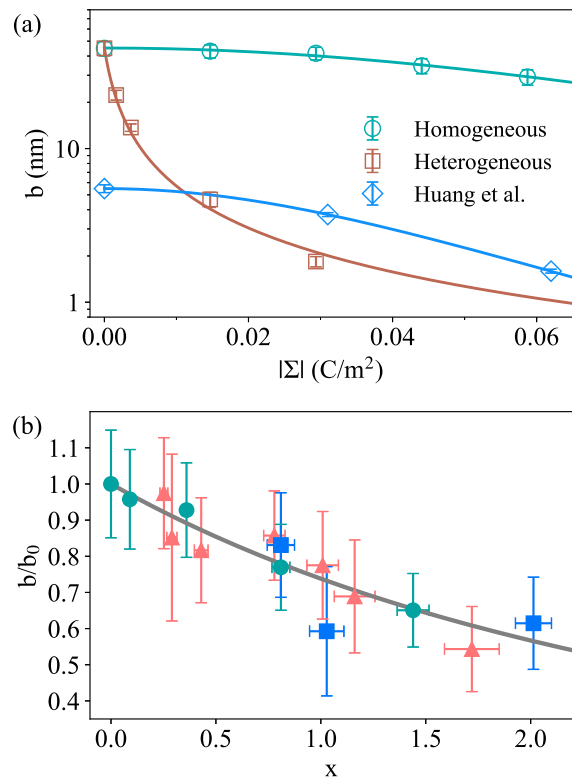 (a)
b (nm)
10
1
Homogeneous
Heterogeneous
Huang et al.
0.00
0.02
0.04
0.06
|Σ| (C/m²)
(b)
b/b₀
1.1
1.0
0.9
0.8
0.7
0.6
0.5
0.4
0.0
0.5
1.0
1.5
2.0
x